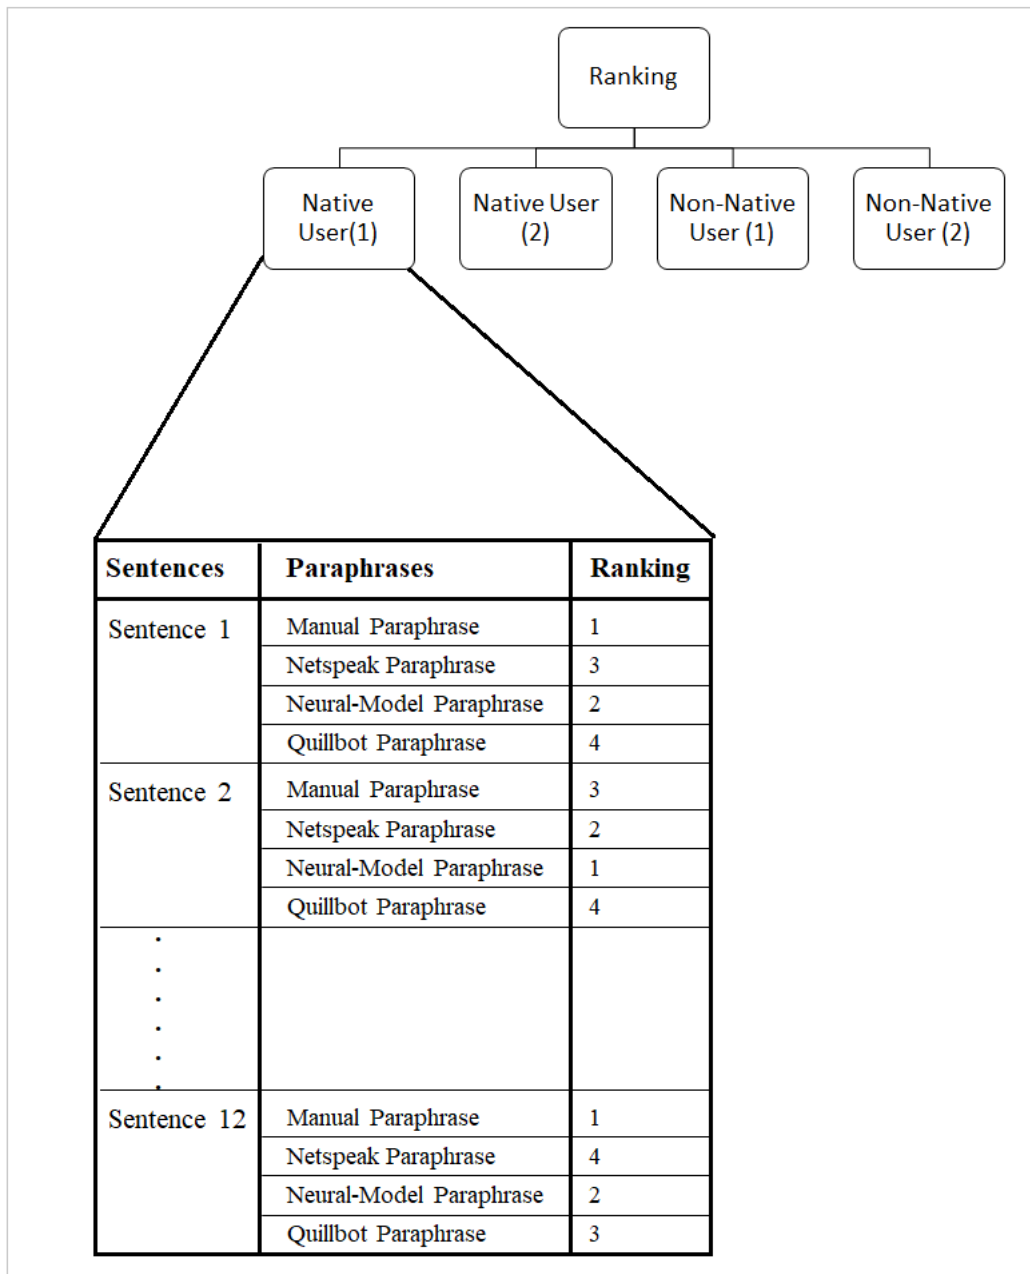 Ranking
Native
User(1)
Native User
(2)
Non-Native
User (1)
Non-Native
User (2)
Sentences Paraphrases Ranking
Sentence 1 Manual Paraphrase 1
Netspeak Paraphrase 3
Neural-Model Paraphrase 2
Quillbot Paraphrase 4
Sentence 2 Manual Paraphrase 3
Netspeak Paraphrase 2
Neural-Model Paraphrase 1
Quillbot Paraphrase 4
.
.
.
.
.
.
Sentence 12 Manual Paraphrase 1
Netspeak Paraphrase 4
Neural-Model Paraphrase 2
Quillbot Paraphrase 3